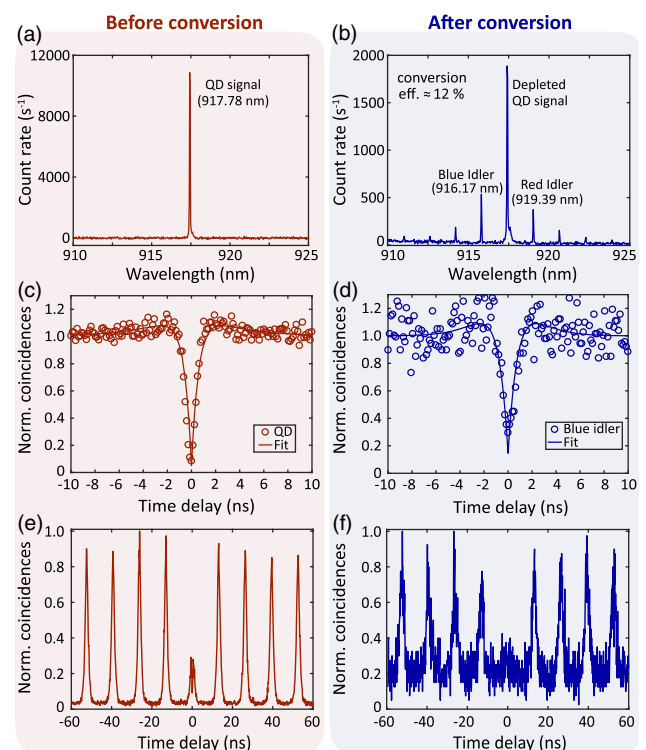 Before conversion
After conversion
(a)
12000
8000
4000
0
Count rate (s⁻¹)
QD signal
(917.78 nm)
910
915
920
925
Wavelength (nm)
(b)
2000
1500
1000
500
0
Count rate (s⁻¹)
conversion
eff. ≈ 12 %
Depleted
QD signal
Blue Idler
(916.17 nm)
Red Idler
(919.39 nm)
910
915
920
925
Wavelength (nm)
(c)
1.2
1.0
0.8
0.6
0.4
0.2
0
Norm. coincidences
QD
Fit
-10 -8 -6 -4 -2 0 2 4 6 8 10
Time delay (ns)
(d)
1.2
1.0
0.8
0.6
0.4
0.2
0
Norm. coincidences
Blue idler
Fit
-10 -8 -6 -4 -2 0 2 4 6 8 10
Time delay (ns)
(e)
1.0
0.8
0.6
0.4
0.2
0
Norm. coincidences
-60 -40 -20 0 20 40 60
Time delay (ns)
(f)
1.0
0.8
0.6
0.4
0.2
0
Norm. coincidences
-60 -40 -20 0 20 40 60
Time delay (ns)